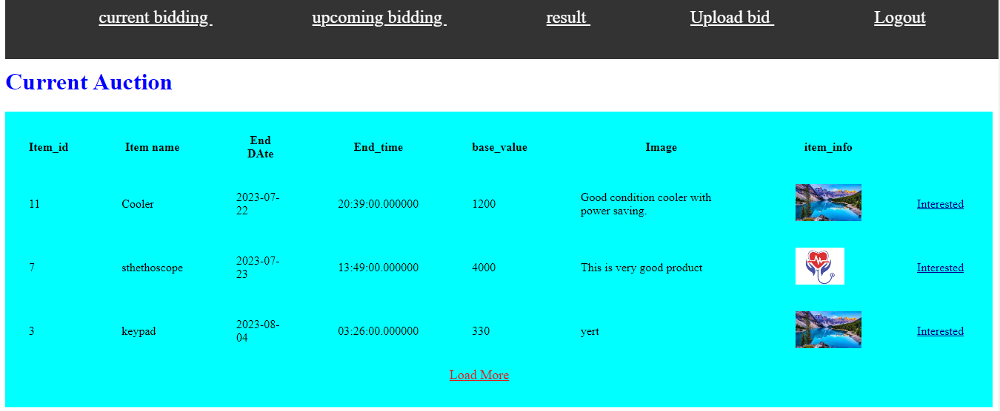 current bidding upcoming bidding result Upload bid Logout
Current Auction
Item_id Item name End DAte End_time base_value Image item_info
11 Cooler 2023-07-22 20:39:00.000000 1200 Good condition cooler with power saving. Interested
7 sthethoscope 2023-07-23 13:49:00.000000 4000 This is very good product Interested
3 keypad 2023-08-04 03:26:00.000000 330 yert Interested
Load More